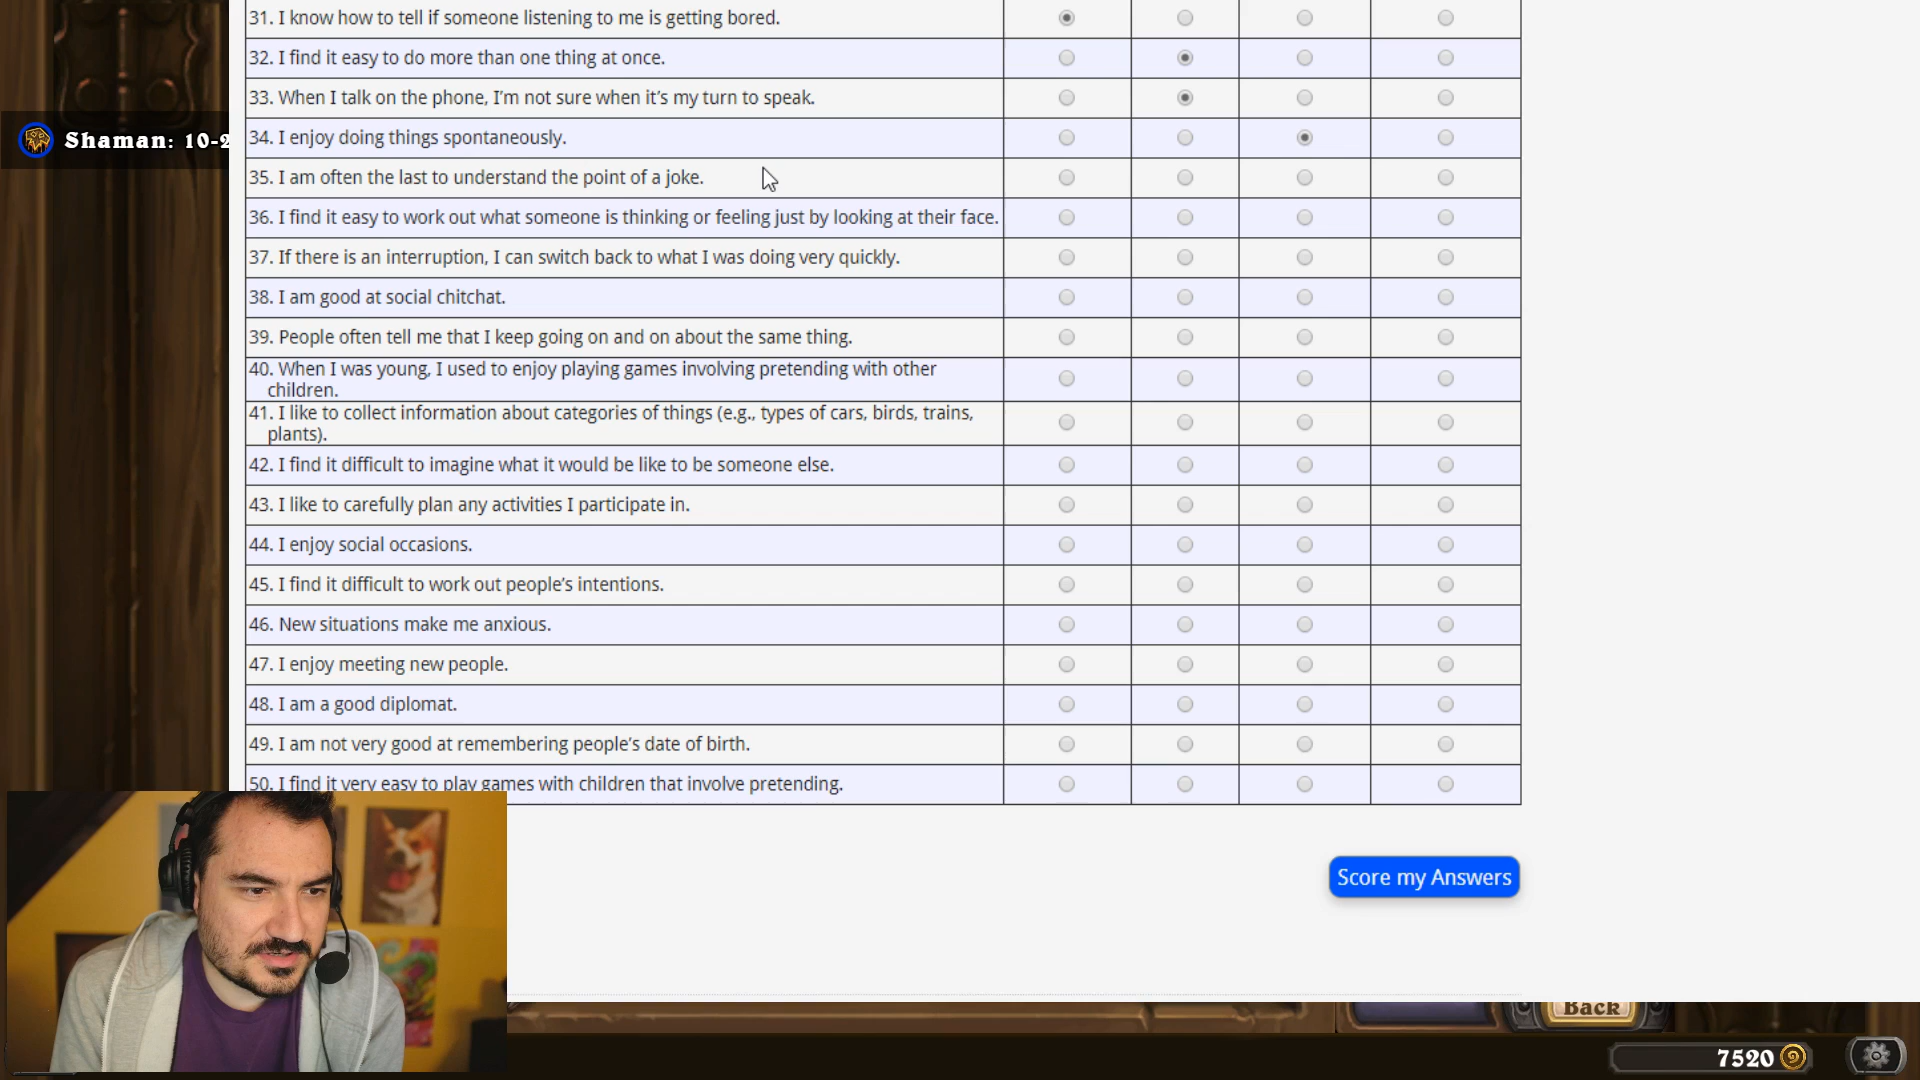 31. I know how to tell if someone listening to me is getting bored.
32. I find it easy to do more than one thing at once.
33. When I talk on the phone, I'm not sure when it's my turn to speak.
34. I enjoy doing things spontaneously.
Shaman: 10-2
35. I am often the last to understand the point of a joke.
36. I find it easy to work out what someone is thinking or feeling just by looking at their face.
37. If there is an interruption, I can switch back to what I was doing very quickly.
38. I am good at social chitchat.
39. People often tell me that I keep going on and on about the same thing.
40. When I was young, I used to enjoy playing games involving pretending with other
children.
41. I like to collect information about categories of things (e.g., types of cars, birds, trains,
plants).
42. I find it difficult to imagine what it would be like to be someone else.
43. I like to carefully plan any activities I participate in.
44. I enjoy social occasions.
45. I find it difficult to work out people's intentions.
46. New situations make me anxious.
47. I enjoy meeting new people.
48. I am a good diplomat.
49. I am not very good at remembering people's date of birth.
50. I find it very easy to play games with children that involve pretending.
Score my Answers
Back
7520